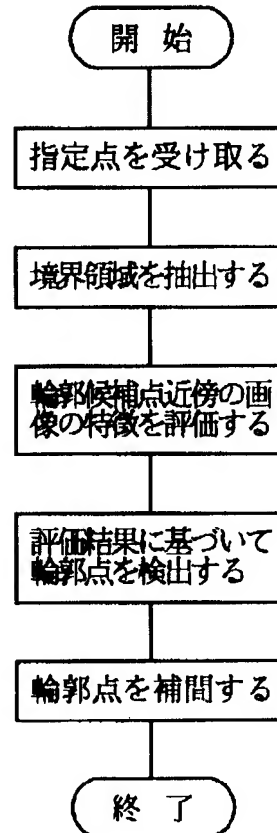 開 始
指定点を受け取る
境界領域を抽出する
輪郭候補点近傍の画
像の特徴を評価する
評価結果に基づいて
輪郭点を検出する
輪郭点を補間する
終 了